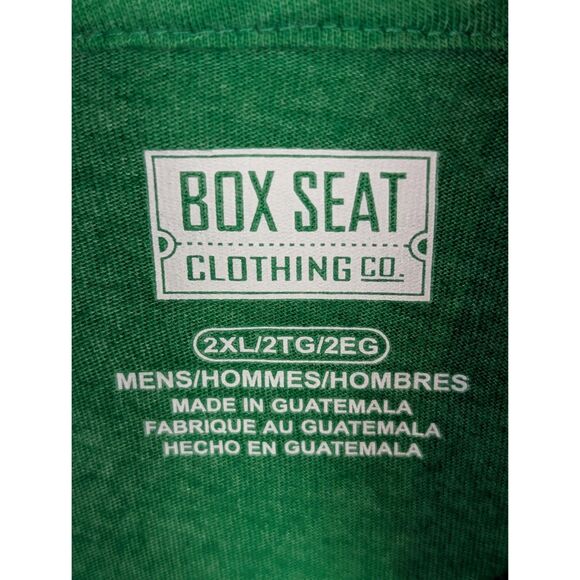 BOX SEAT
CLOTHING CO.
2XL/2TG/2EG
MENS/HOMMES/HOMBRES
MADE IN GUATEMALA
FABRIQUE AU GUATEMALA
HECHO EN GUATEMALA